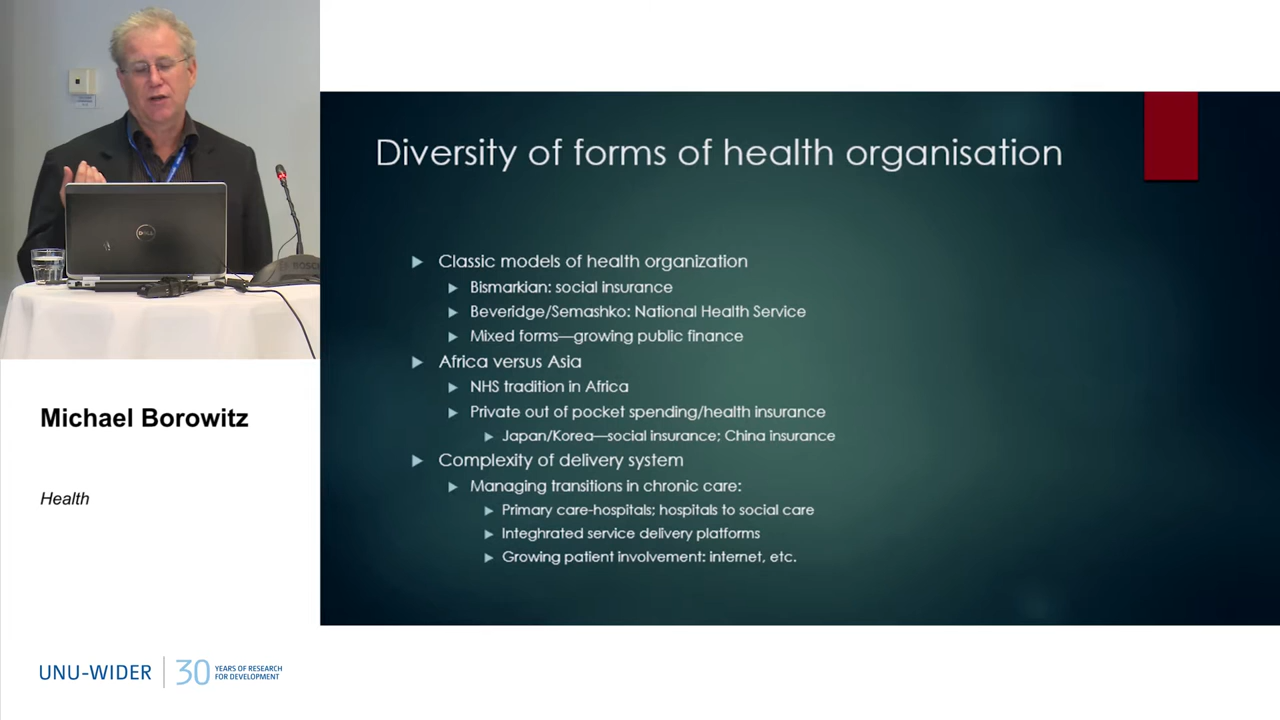 Diversity of forms of health organisation
Classic models of health organization
Bismarkian: social insurance
Beveridge/Semashko: National Health Service
Mixed forms—growing public finance
Africa versus Asia
NHS tradition in Africa
Private out of pocket spending/health insurance
Japan/Korea—social insurance; China insurance
Complexity of delivery system
Managing transitions in chronic care:
Primary care-hospitals; hospitals to social care
Integhrated service delivery platforms
Growing patient involvement: internet, etc.
DELL
BOSCH
Michael Borowitz
Health
UNU-WIDER
30 YEARS OF RESEARCH
FOR DEVELOPMENT